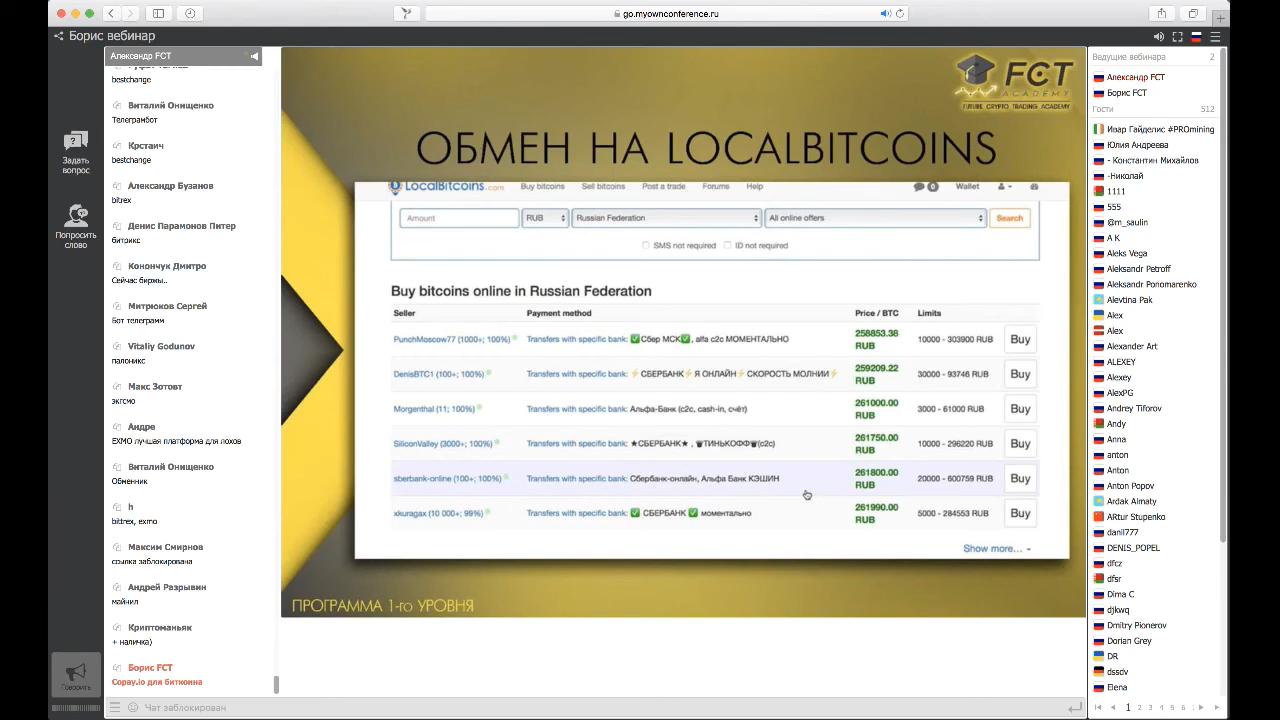 go.myownconference.ru
Борис вебинар
Задать
вопрос
Попросить
слово
Говорить
Александр FCT
bestchange
Виталий Онищенко
Телеграмбот
Крстаич
bestchange
Александр Бузанов
bitrex
Денис Парамонов Питер
битрикс
Конончук Дмитро
Сейчас биржы..
Митрюков Сергей
Бот телеграмм
Vitaliy Godunov
палоникс
Макс Зотовт
экгсмо
Андре
EXMO лучшая платформа для лохов
Виталий Онищенко
Обменник
h
bitrex, exmo
Максим Смирнов
ссылка заблокирована
Андрей Разрывин
майнил
Криптоманьяк
+ наличка)
Борис FCT
Copay.io для битконна
Чат заблокирован
FCT
ACADEMY
FUTURE CRYPTO TRADING ACADEMY
ОБМЕН НА LOCALBITCOINS
LocalBitcoins.com Buy bitcoins Sell bitcoins Post a trade Forums Help 0 Wallet
Amount RUB Russian Federation All online offers Search
SMS not required ID not required
Buy bitcoins online in Russian Federation
Seller Payment method Price / BTC Limits
PunchMoscow77 (1000+; 100%) Transfers with specific bank: ✅Сбер МСК✅, alfa c2c МОМЕНТАЛЬНО 258853.38 RUB 10000 - 303900 RUB Buy
DenisBTC1 (100+; 100%) Transfers with specific bank: ⚡СБЕРБАНК⚡Я ОНЛАЙН⚡СКОРОСТЬ МОЛНИИ⚡ 259209.22 RUB 30000 - 93746 RUB Buy
Morgenthal (11; 100%) Transfers with specific bank: Альфа-Банк (c2c, cash-in, счёт) 261000.00 RUB 3000 - 61000 RUB Buy
SiliconValley (3000+; 100%) Transfers with specific bank: ★СБЕРБАНК★ , ♛ТИНЬКОФФ♛(c2c) 261750.00 RUB 10000 - 296220 RUB Buy
sberbank-online (100+; 100%) Transfers with specific bank: Сбербанк-онлайн, Альфа Банк КЭШИН 261800.00 RUB 20000 - 600759 RUB Buy
xkuragax (10 000+; 99%) Transfers with specific bank: ✅ СБЕРБАНК ✅ моментально 261990.00 RUB 5000 - 284553 RUB Buy
Show more...
ПРОГРАММА 1-го УРОВНЯ
Ведущие вебинара 2
Александр FCT
Борис FCT
Гости 512
Ивар Гайделис #PROmining
Юлия Андреева
- Константин Михайлов
-Николай
1111
555
@m_saulin
A K
Aleks Vega
Aleksandr Petroff
Aleksandr Ponomarenko
Alevtina Pak
Alex
Alex
Alexander Art
ALEXEY
Alexey
AlexPG
Andrey Tiforov
Andy
Anna
anton
Anton
Anton Popov
Ardak Almaty
ARtur Stupenko
danil777
DENIS_POPEL
dfcz
dfsr
Dima C
djkwq
Dmitry Pionerov
Dorian Grey
DR
dssdv
Elena
1 2 3 4 5 6